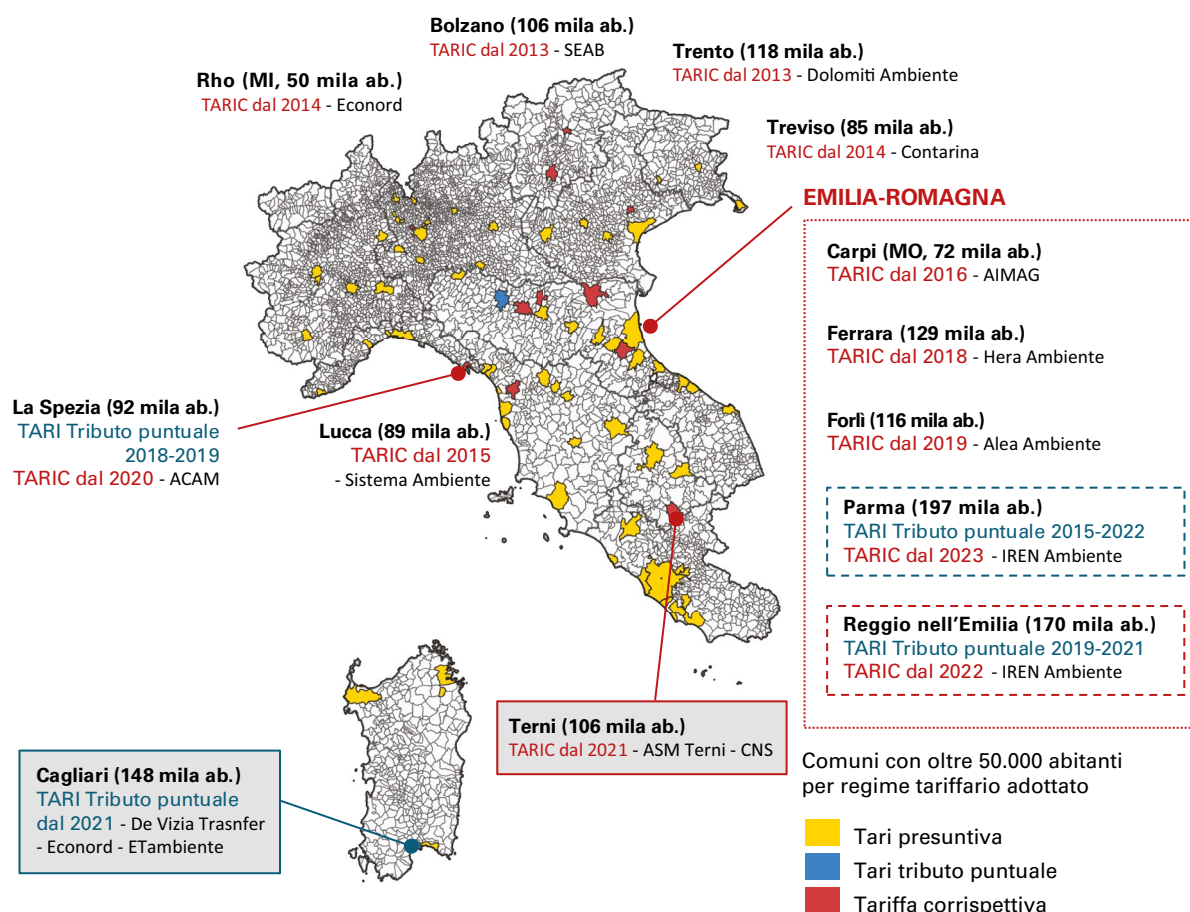 Bolzano (106 mila ab.)
TARIC dal 2013 - SEAB
Trento (118 mila ab.)
TARIC dal 2013 - Dolomiti Ambiente
Rho (MI, 50 mila ab.)
TARIC dal 2014 - Econord
Treviso (85 mila ab.)
TARIC dal 2014 - Contarina
EMILIA-ROMAGNA
Carpi (MO, 72 mila ab.)
TARIC dal 2016 - AIMAG
Ferrara (129 mila ab.)
TARIC dal 2018 - Hera Ambiente
Forlì (116 mila ab.)
TARIC dal 2019 - Alea Ambiente
Parma (197 mila ab.)
TARI Tributo puntuale 2015-2022
TARIC dal 2023 - IREN Ambiente
Reggio nell'Emilia (170 mila ab.)
TARI Tributo puntuale 2019-2021
TARIC dal 2022 - IREN Ambiente
La Spezia (92 mila ab.)
TARI Tributo puntuale
2018-2019
TARIC dal 2020 - ACAM
Lucca (89 mila ab.)
TARIC dal 2015
- Sistema Ambiente
Terni (106 mila ab.)
TARIC dal 2021 - ASM Terni - CNS
Cagliari (148 mila ab.)
TARI Tributo puntuale
dal 2021 - De Vizia Trasnfer
- Econord - ETambiente
Comuni con oltre 50.000 abitanti
per regime tariffario adottato
Tari presuntiva
Tari tributo puntuale
Tariffa corrispettiva